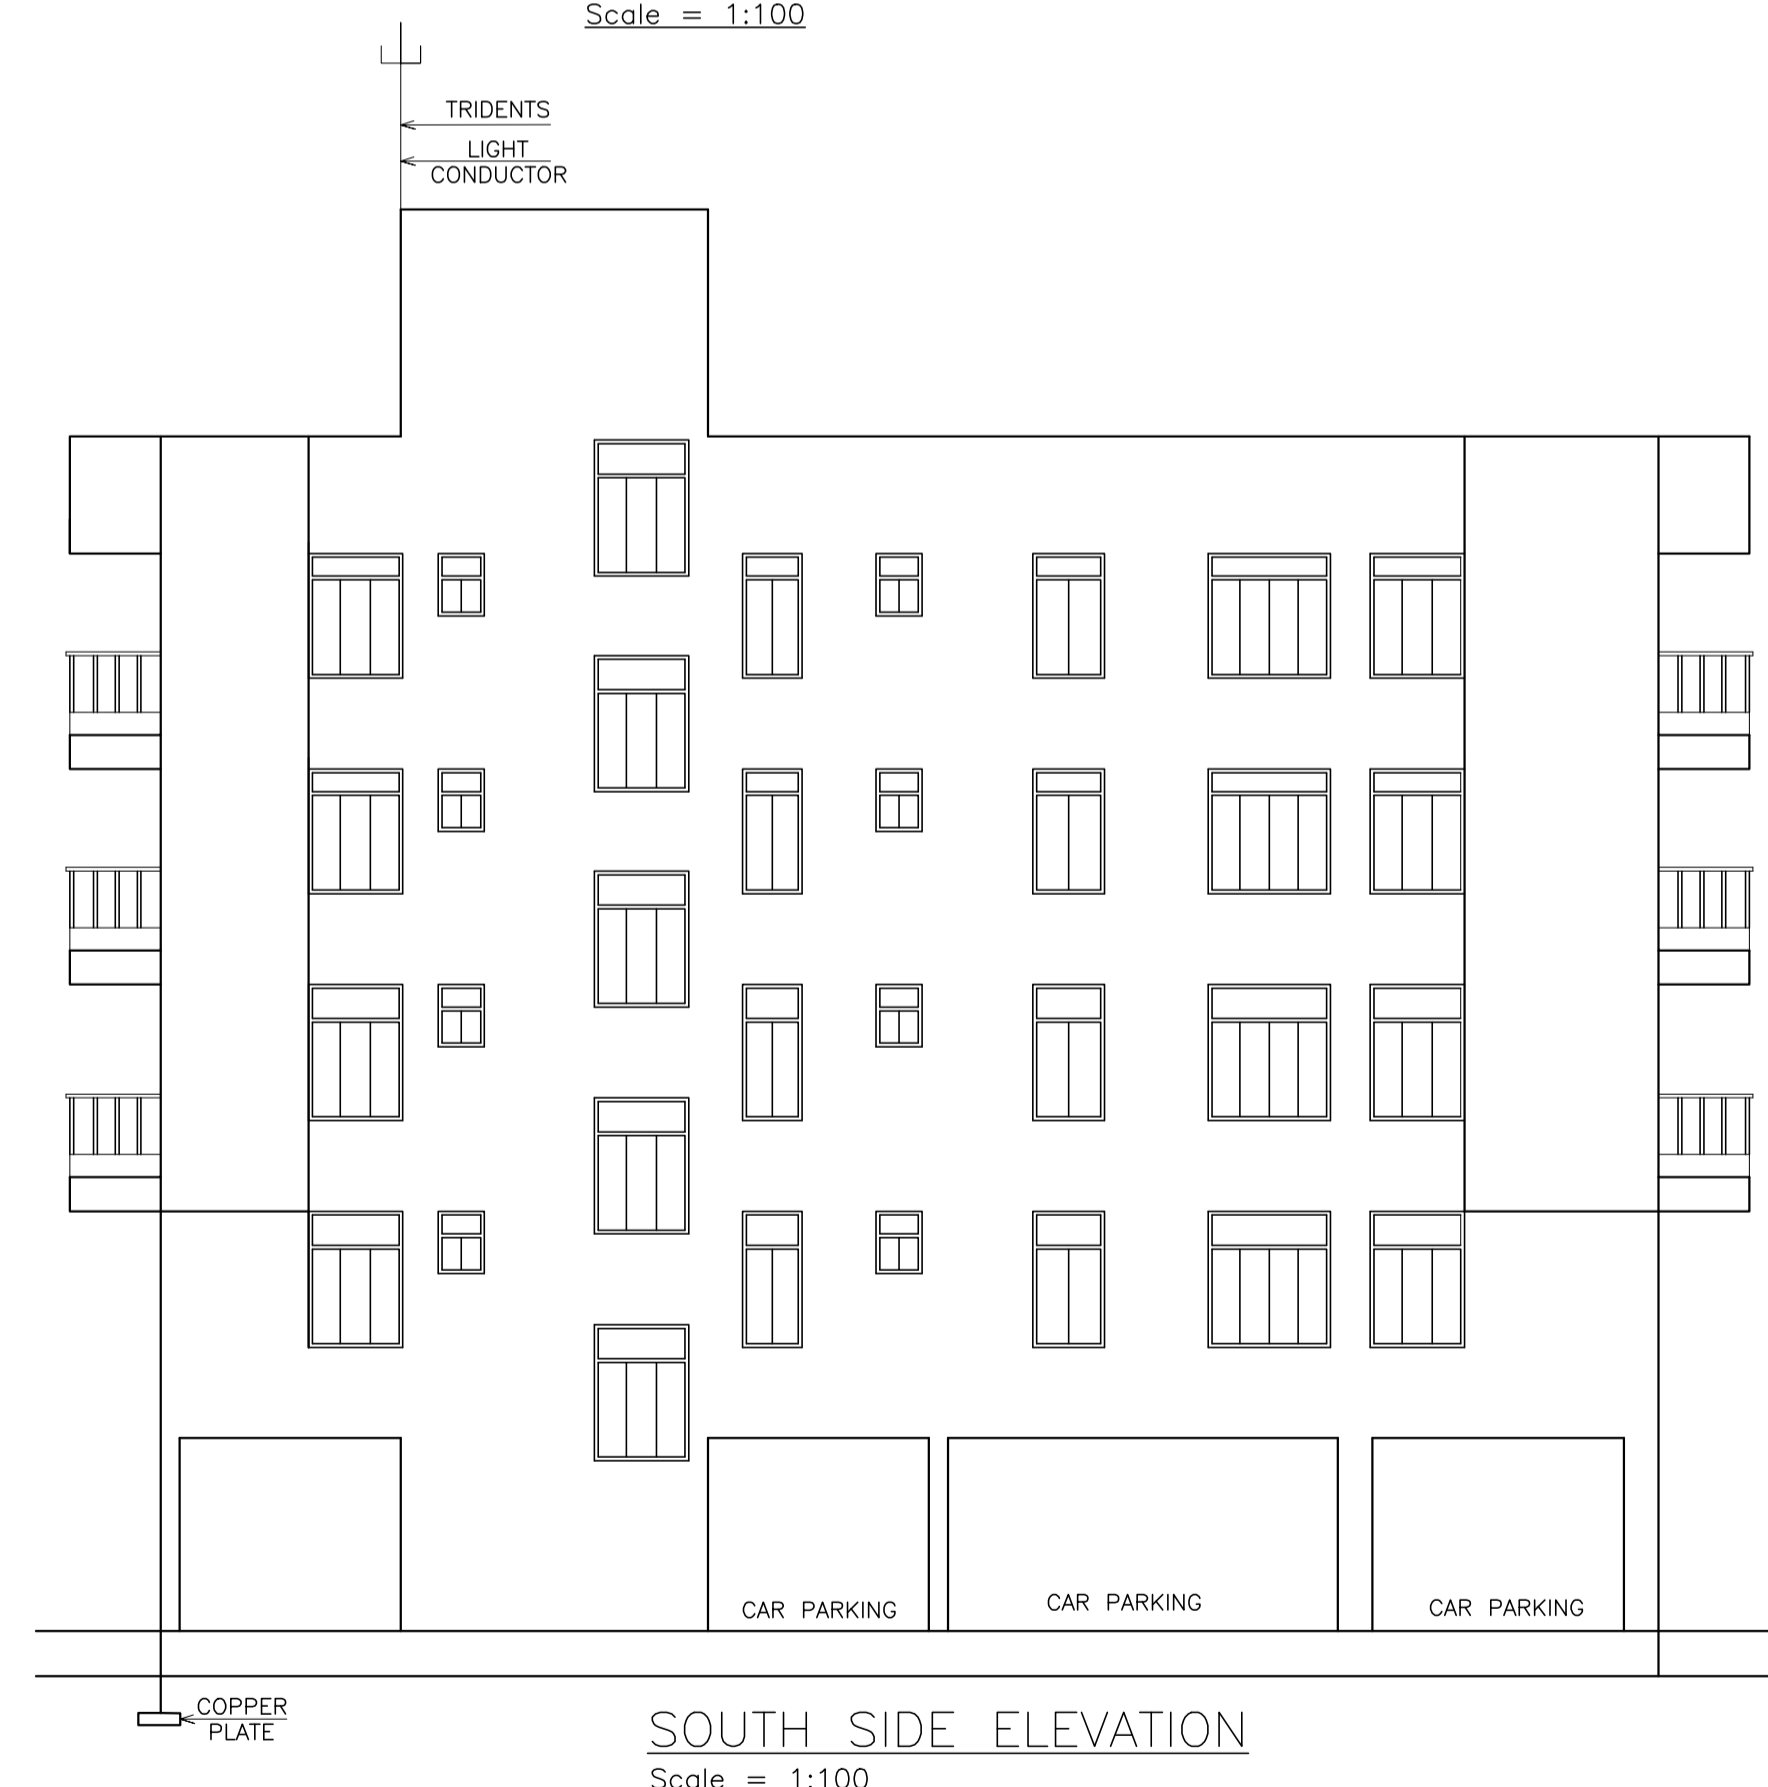 Scale = 1:100
TRIDENTS
LIGHT
CONDUCTOR
CAR PARKING
CAR PARKING
CAR PARKING
COPPER
PLATE
SOUTH SIDE ELEVATION
Scale = 1:100